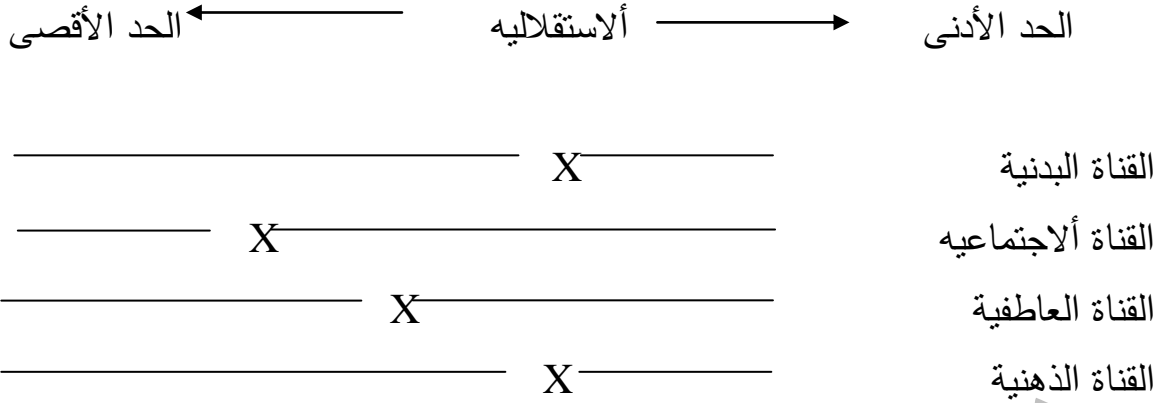 الحد الأدنى ألاستقلاليه الحد الأقصى
القناة البدنية X
القناة ألاجتماعيه X
القناة العاطفية X
القناة الذهنية X